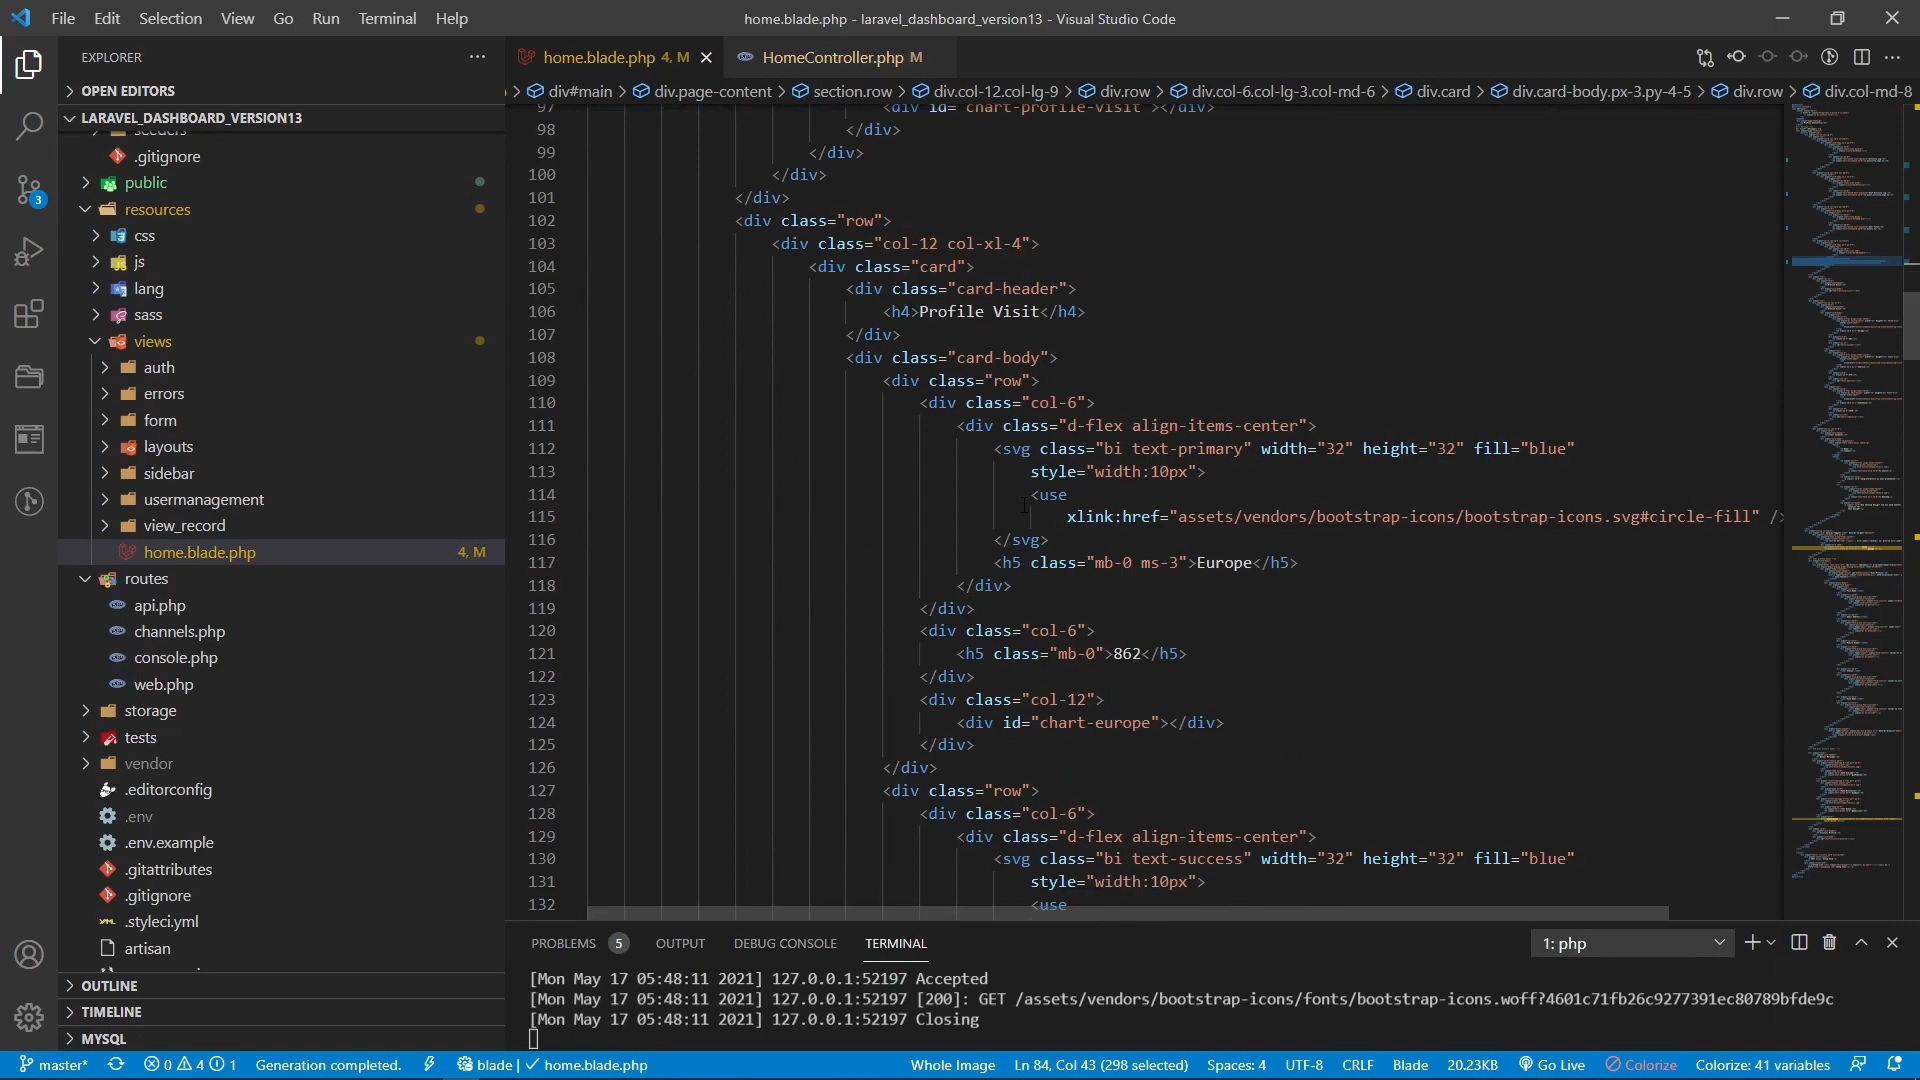 File Edit Selection View Go Run Terminal Help
home.blade.php - laravel_dashboard_version13 - Visual Studio Code
EXPLORER
OPEN EDITORS
LARAVEL_DASHBOARD_VERSION13
seeders
.gitignore
public
resources
css
js
lang
sass
views
auth
errors
form
layouts
sidebar
usermanagement
view_record
home.blade.php 4, M
routes
api.php
channels.php
console.php
web.php
storage
tests
vendor
.editorconfig
.env
.env.example
.gitattributes
.gitignore
.styleci.yml
artisan
OUTLINE
TIMELINE
MYSQL
3
home.blade.php 4, M
HomeController.php M
div#main > div.page-content > section.row > div.col-12.col-lg-9 > div.row > div.col-6.col-lg-3.col-md-6 > div.card > div.card-body.px-3.py-4-5 > div.row > div.col-md-8
97 <div id="chart-profile-visit"></div>
98 </div>
99 </div>
100 </div>
101 </div>
102 <div class="row">
103 <div class="col-12 col-xl-4">
104 <div class="card">
105 <div class="card-header">
106 <h4>Profile Visit</h4>
107 </div>
108 <div class="card-body">
109 <div class="row">
110 <div class="col-6">
111 <div class="d-flex align-items-center">
112 <svg class="bi text-primary" width="32" height="32" fill="blue"
113 style="width:10px">
114 <use
115 xlink:href="assets/vendors/bootstrap-icons/bootstrap-icons.svg#circle-fill" />
116 </svg>
117 <h5 class="mb-0 ms-3">Europe</h5>
118 </div>
119 </div>
120 <div class="col-6">
121 <h5 class="mb-0">862</h5>
122 </div>
123 <div class="col-12">
124 <div id="chart-europe"></div>
125 </div>
126 </div>
127 <div class="row">
128 <div class="col-6">
129 <div class="d-flex align-items-center">
130 <svg class="bi text-success" width="32" height="32" fill="blue"
131 style="width:10px">
132 <use
PROBLEMS 5 OUTPUT DEBUG CONSOLE TERMINAL
1: php
[Mon May 17 05:48:11 2021] 127.0.0.1:52197 Accepted
[Mon May 17 05:48:11 2021] 127.0.0.1:52197 [200]: GET /assets/vendors/bootstrap-icons/fonts/bootstrap-icons.woff?4601c71fb26c9277391ec80789bfde9c
[Mon May 17 05:48:11 2021] 127.0.0.1:52197 Closing
master* 0 4 1 Generation completed. blade | home.blade.php Whole Image Ln 84, Col 43 (298 selected) Spaces: 4 UTF-8 CRLF Blade 20.23KB Go Live Colorize Colorize: 41 variables